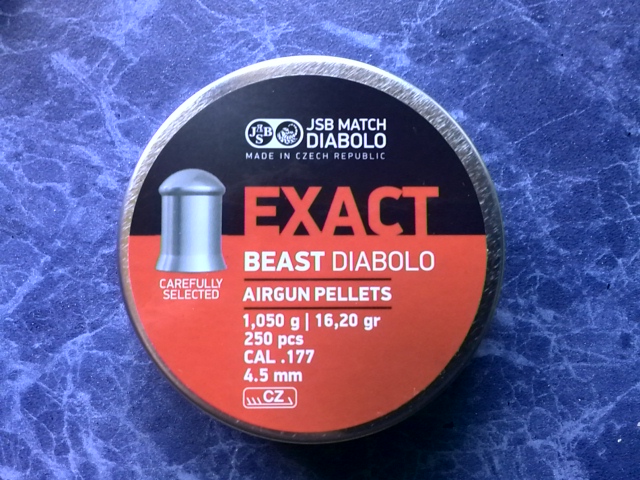 JSB
JSB MATCH
DIABOLO
MADE IN CZECH REPUBLIC
EXACT
BEAST DIABOLO
CAREFULLY
SELECTED
AIRGUN PELLETS
1,050 g | 16,20 gr
250 pcs
CAL .177
4.5 mm
CZ